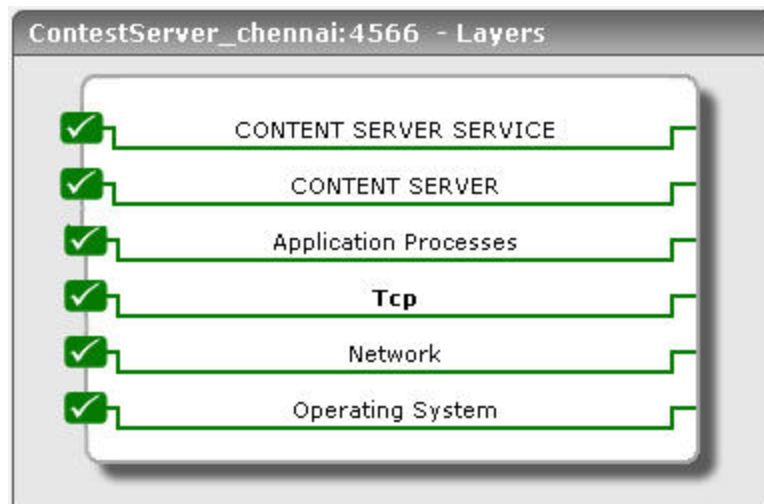 ContestServer_chennai:4566 - Layers
CONTENT SERVER SERVICE
CONTENT SERVER
Application Processes
Tcp
Network
Operating System